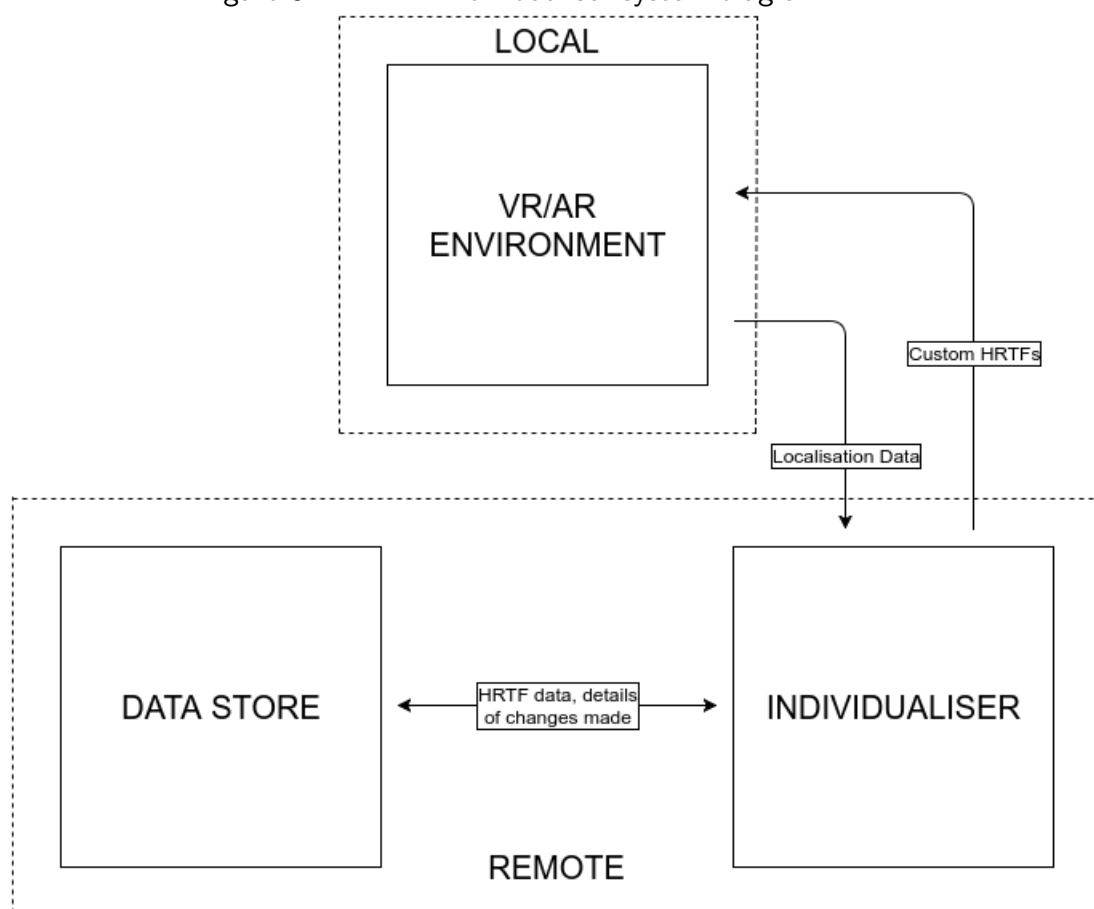 LOCAL
VR/AR
ENVIRONMENT
Custom HRTFs
Localisation Data
DATA STORE
HRTF data, details
of changes made
INDIVIDUALISER
REMOTE